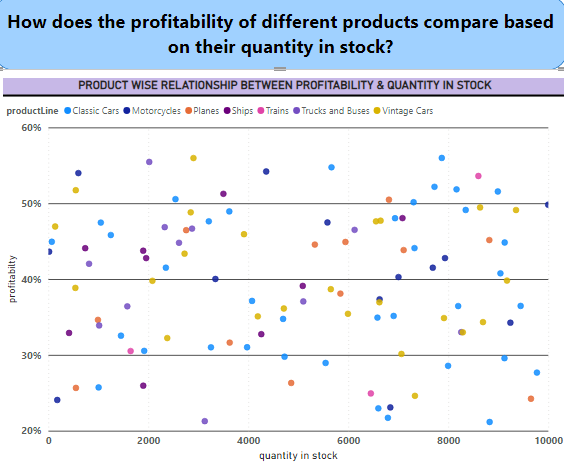 How does the profitability of different products compare based
on their quantity in stock?
PRODUCT WISE RELATIONSHIP BETWEEN PROFITABILITY & QUANTITY IN STOCK
productLine Classic Cars Motorcycles Planes Ships Trains Trucks and Buses Vintage Cars
60%
50%
40%
30%
20%
profitabilty
0 2000 4000 6000 8000 10000
quantity in stock